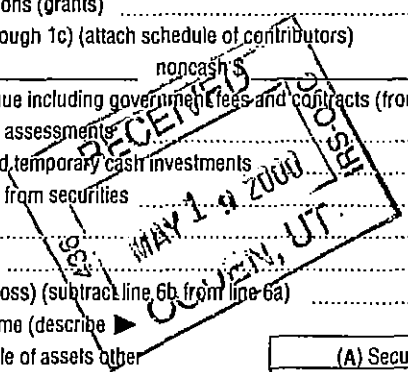 ons (grants)
ough 1c) (attach schedule of contributors)
noncash $
ue including government fees and contracts (from
assessments
d temporary cash investments
from securities
RECEIVED
MAY 1 9 2000
OGDEN, UT.
IRS-OSC
oss) (subtract line 6b from line 6a)
me (describe ▶
le of assets other
(A) Secu